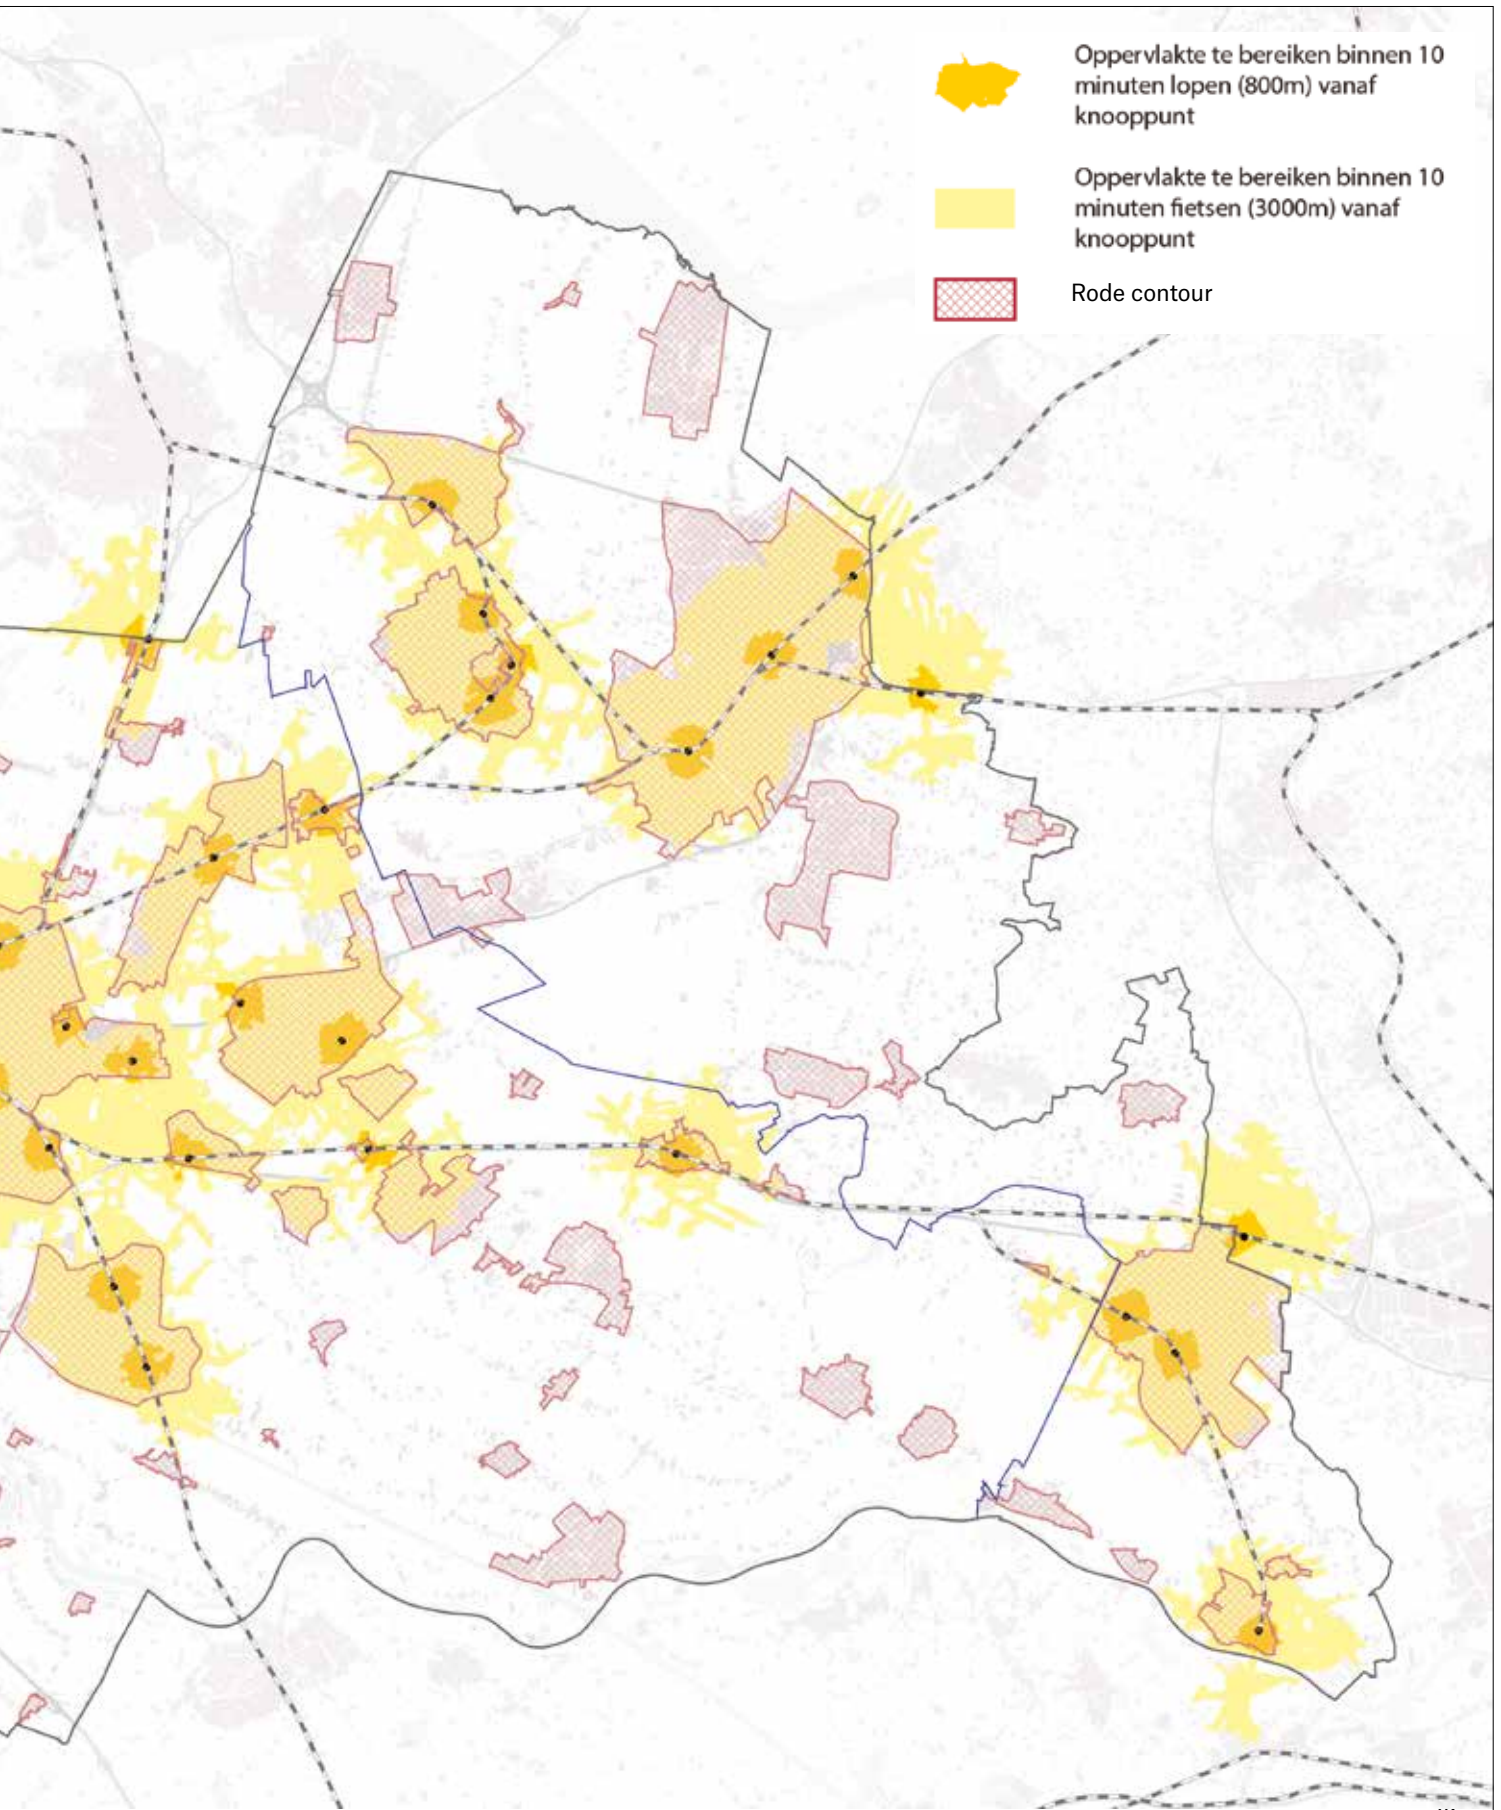 Oppervlakte te bereiken binnen 10
minuten lopen (800m) vanaf
knooppunt
Oppervlakte te bereiken binnen 10
minuten fietsen (3000m) vanaf
knooppunt
Rode contour